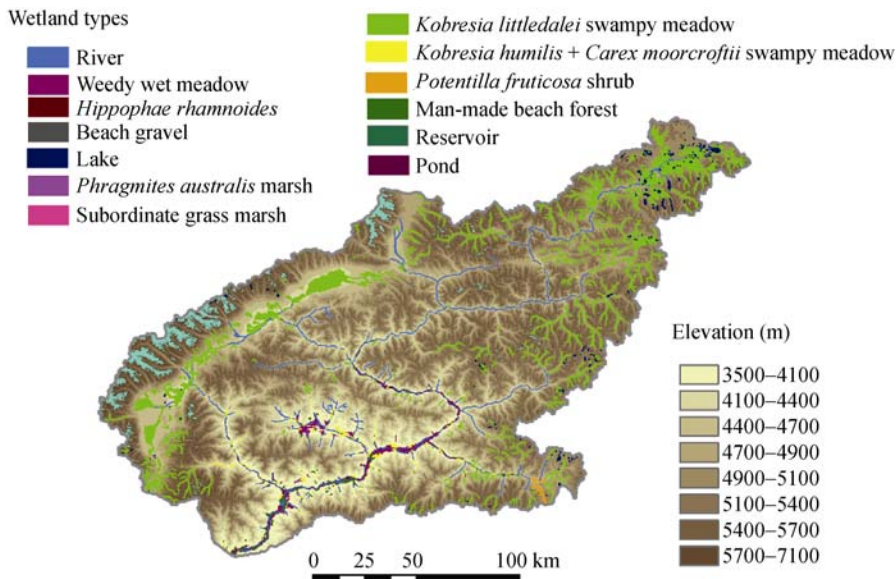 Wetland types
River
Weedy wet meadow
Hippophae rhamnoides
Beach gravel
Lake
Phragmites australis marsh
Subordinate grass marsh
Kobresia littledalei swampy meadow
Kobresia humilis + Carex moorcroftii swampy meadow
Potentilla fruticosa shrub
Man-made beach forest
Reservoir
Pond
Elevation (m)
3500–4100
4100–4400
4400–4700
4700–4900
4900–5100
5100–5400
5400–5700
5700–7100
0 25 50 100 km